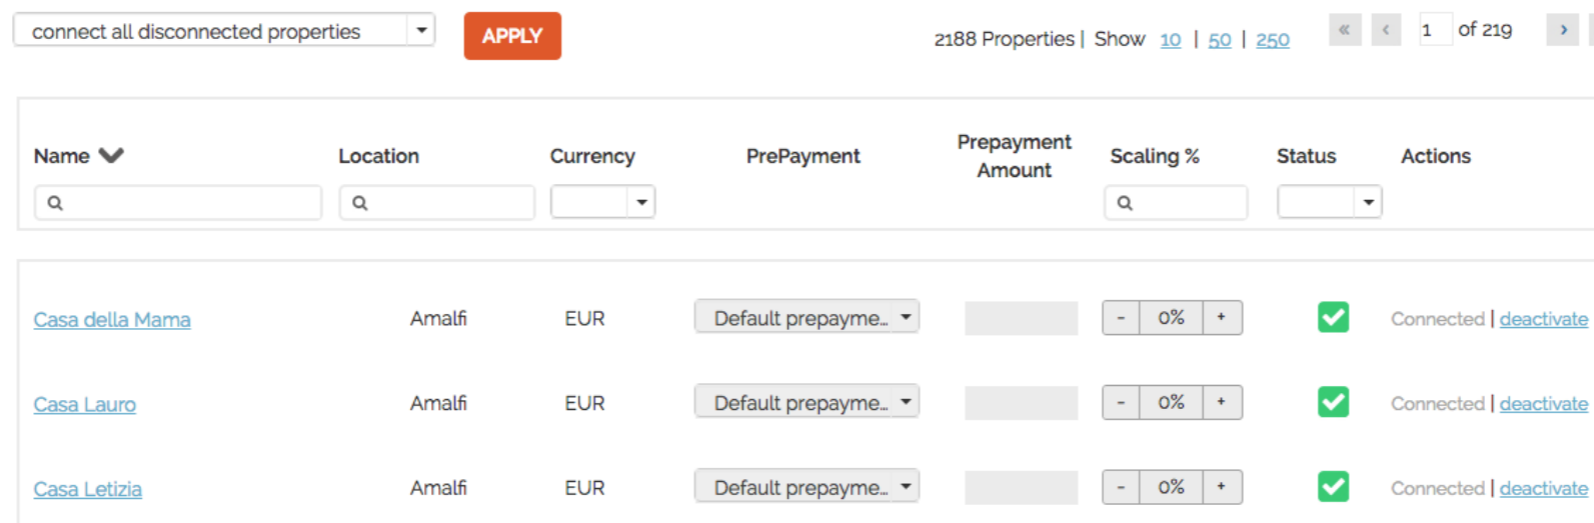 connect all disconnected properties APPLY 2188 Properties | Show 10 | 50 | 250 « ‹ 1 of 219 ›
Name Location Currency PrePayment Prepayment Amount Scaling % Status Actions
Casa della Mama Amalfi EUR Default prepayme... - 0% + Connected | deactivate
Casa Lauro Amalfi EUR Default prepayme... - 0% + Connected | deactivate
Casa Letizia Amalfi EUR Default prepayme... - 0% + Connected | deactivate